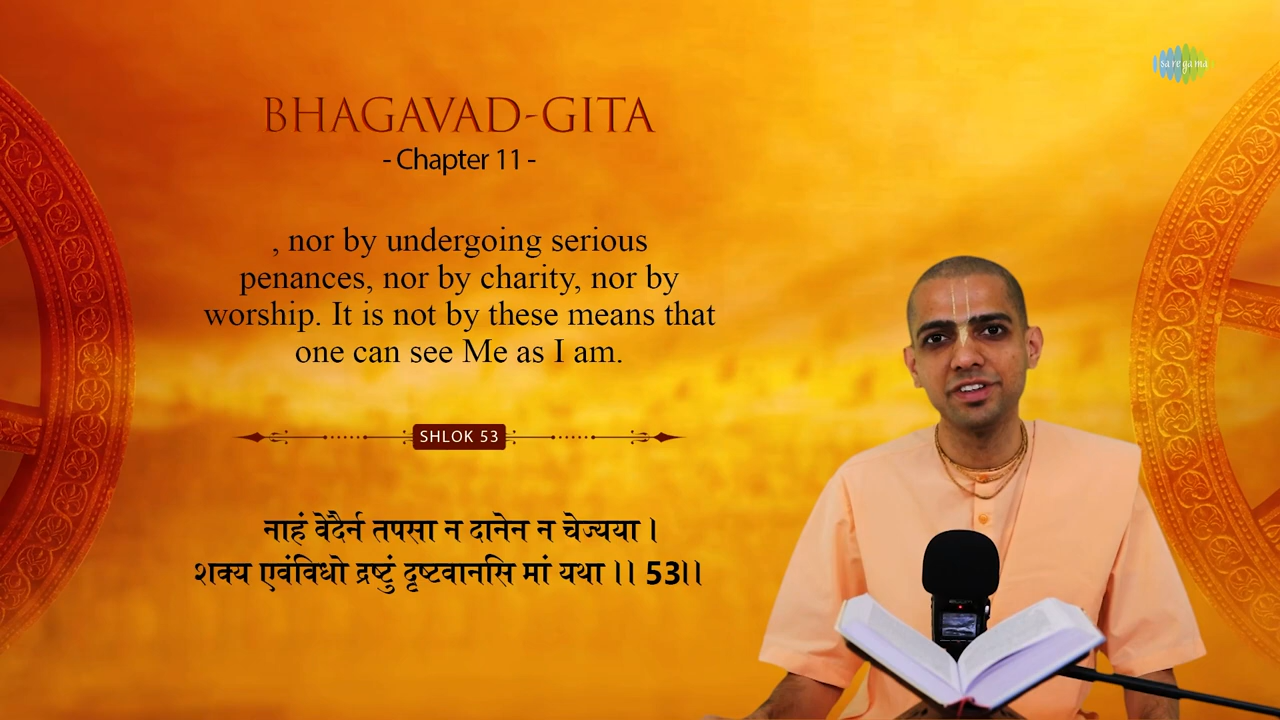 saregama
BHAGAVAD-GITA
- Chapter 11 -
, nor by undergoing serious
penances, nor by charity, nor by
worship. It is not by these means that
one can see Me as I am.
SHLOK 53
नाहं वेदैर्न तपसा न दानेन न चेज्यया ।
शक्य एवंविधो द्रष्टुं दृष्टवानसि मां यथा ।। 53।।